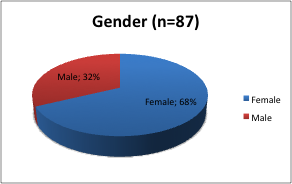 Gender (n=87)
Male; 32%
Female; 68%
Female
Male